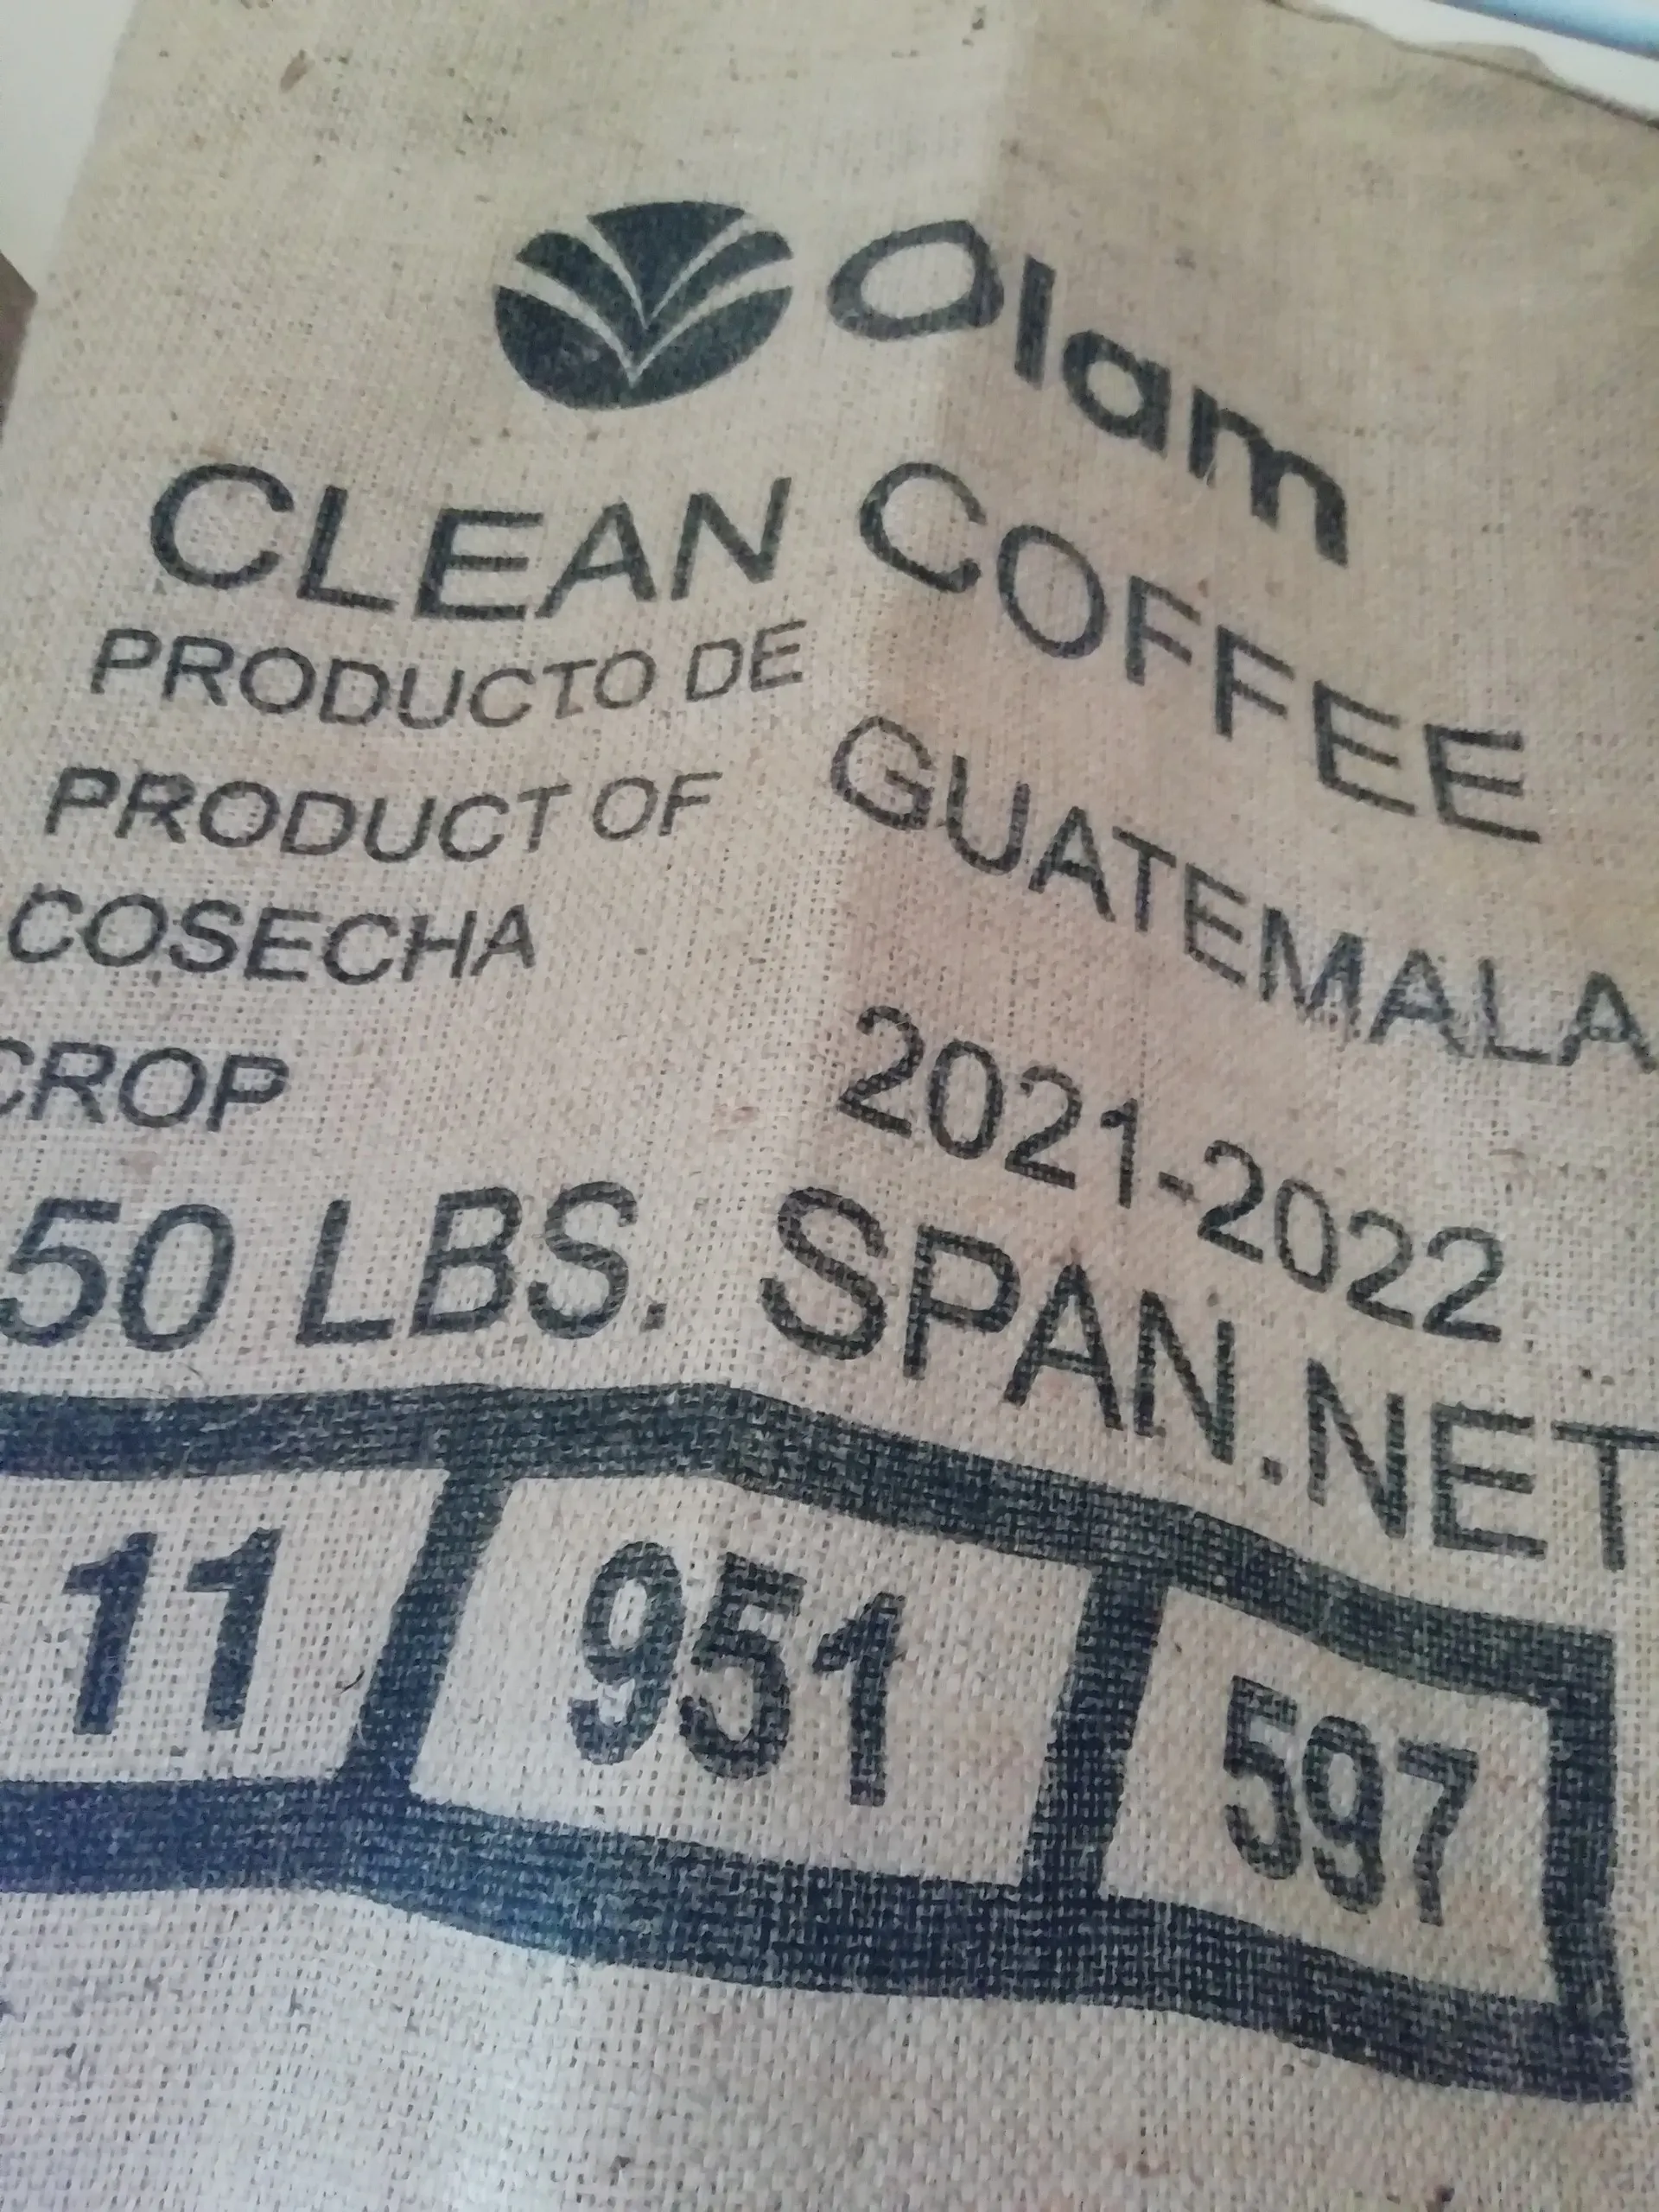 Olam
CLEAN COFFEE
PRODUCTO DE
PRODUCT OF GUATEMALA
COSECHA
CROP 2021-2022
50 LBS. SPAN.NET
11 951 597